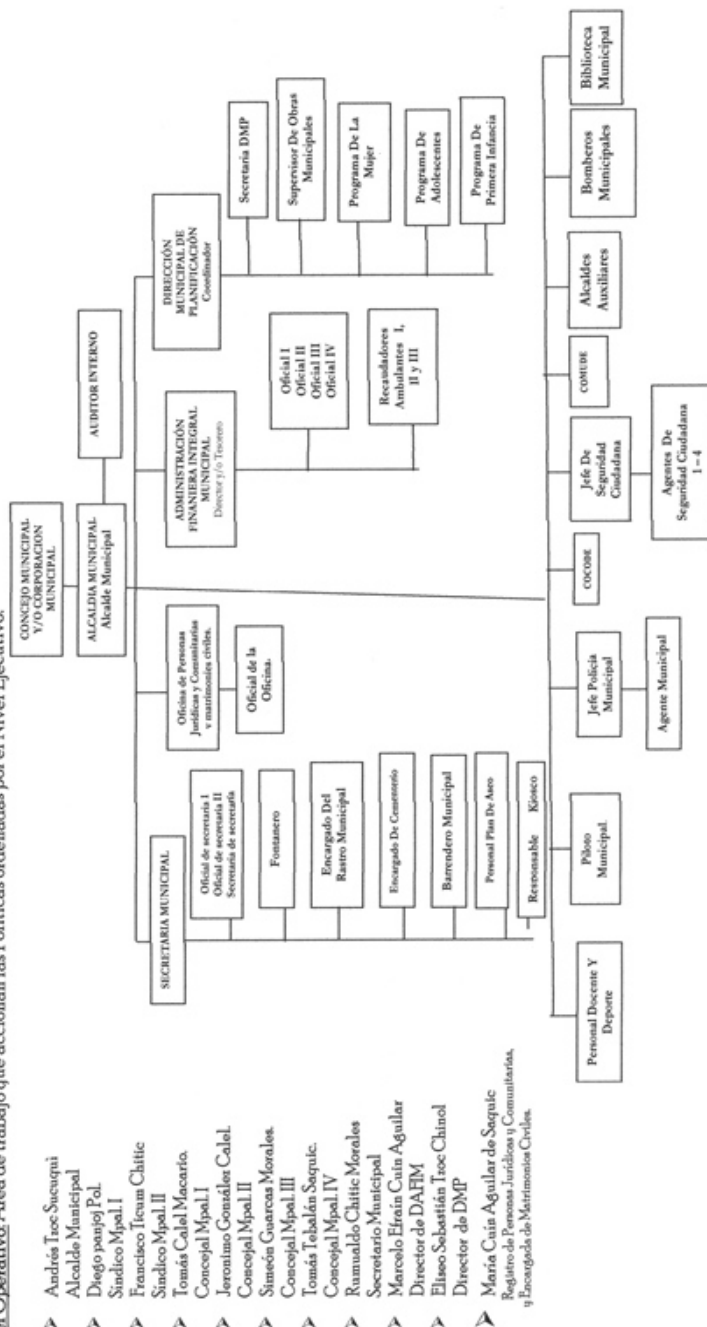 Operativo: Área de trabajo que accionan las Políticas ordenadas por el Nivel Ejecutivo.
Andrés Tzoc Sucuqui
Alcalde Municipal
Diego panjoj Pol.
Sindico Mpal. I
Francisco Ticum Chitic
Sindico Mpal. II
Tomás Calel Macario.
Concejal Mpal. I
Jeronimo González Calel.
Concejal Mpal. II
Simeón Guarcas Morales.
Concejal Mpal. III
Tomás Tebalán Saquic.
Concejal Mpal. IV
Rumualdo Chitic Morales
Secretario Municipal
Marcelo Efraín Cuin Aguilar
Director de DAFIM
Eliseo Sebastián Tzoc Chinol
Director de DMP
María Cuin Aguilar de Saquic
Registro de Personas Jurídicas y Comunitarias,
y Encargada de Matrimonios Civiles.
CONCEJO MUNICIPAL
Y/O CORPORACION
MUNICIPAL
ALCALDIA MUNICIPAL
Alcalde Municipal
AUDITOR INTERNO
SECRETARIA MUNICIPAL
Oficial de secretaría I
Oficial de secretaría II
Secretaria de secretaría
Fontanero
Encargado Del
Rastro Municipal
Encargado De Cementerio
Barrendero Municipal
Personal Plan De Aseo
Responsable Kiosco
Oficina de Personas
Jurídicas y Comunitarias
y matrimonios civiles.
Oficial de la
Oficina.
ADMINISTRACIÓN
FINANIERA INTEGRAL
MUNICIPAL
Director y/o Tesorero
Oficial I
Oficial II
Oficial III
Oficial IV
Recaudadores
Ambulantes I,
II y III
DIRECCIÓN
MUNICIPAL DE
PLANIFICACIÓN
Coordinador
Secretaria DMP
Supervisor De Obras
Municipales
Programa De La
Mujer
Programa De
Adolescentes
Programa De
Primera Infancia
Personal Docente Y
Deporte
Piloto
Municipal.
Jefe Policía
Municipal
Agente Municipal
COCODE
Jefe De
Seguridad
Ciudadana
Agentes De
Seguridad Ciudadana
1 – 4
COMUDE
Alcaldes
Auxiliares
Bomberos
Municipales
Biblioteca
Municipal